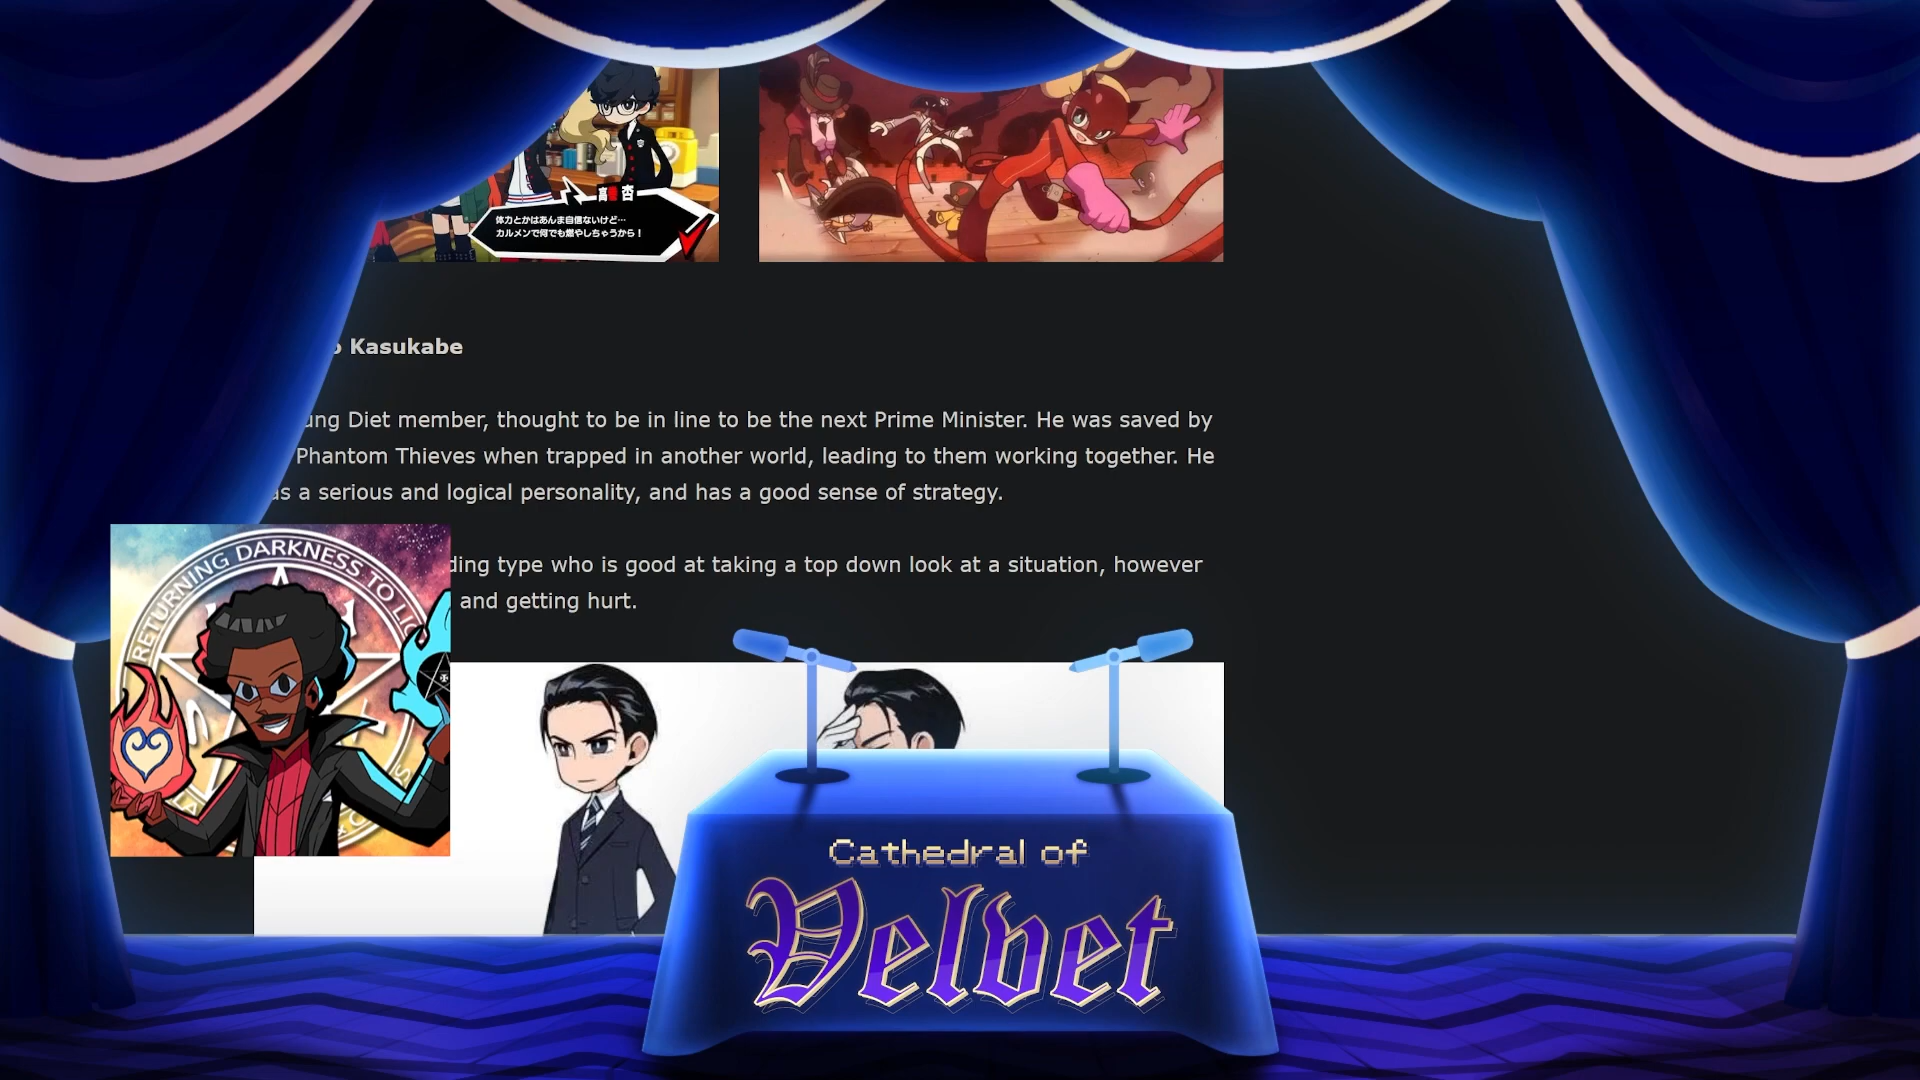 高巻 杏
体力とかはあんま自信ないけど…
カルメンで何でも燃やしちゃうから！
Kasukabe
Diet member, thought to be in line to be the next Prime Minister. He was saved by
Phantom Thieves when trapped in another world, leading to them working together. He
a serious and logical personality, and has a good sense of strategy.
type who is good at taking a top down look at a situation, however
and getting hurt.
RETURNING DARKNESS TO
Cathedral of
Velvet